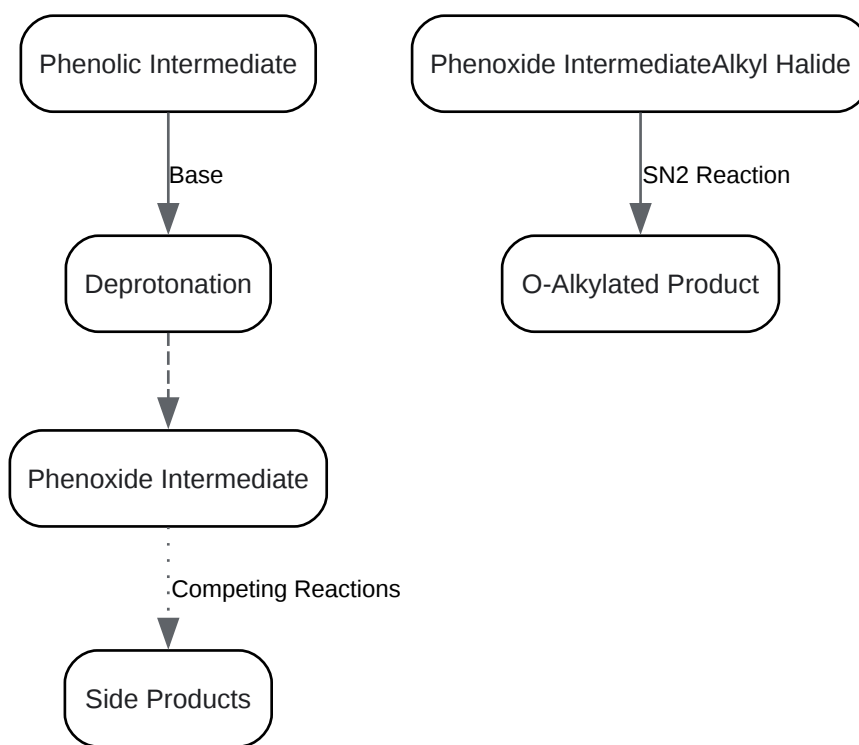 Phenolic Intermediate
Phenoxide IntermediateAlkyl Halide
Base
SN2 Reaction
Deprotonation
O-Alkylated Product
Phenoxide Intermediate
Competing Reactions
Side Products